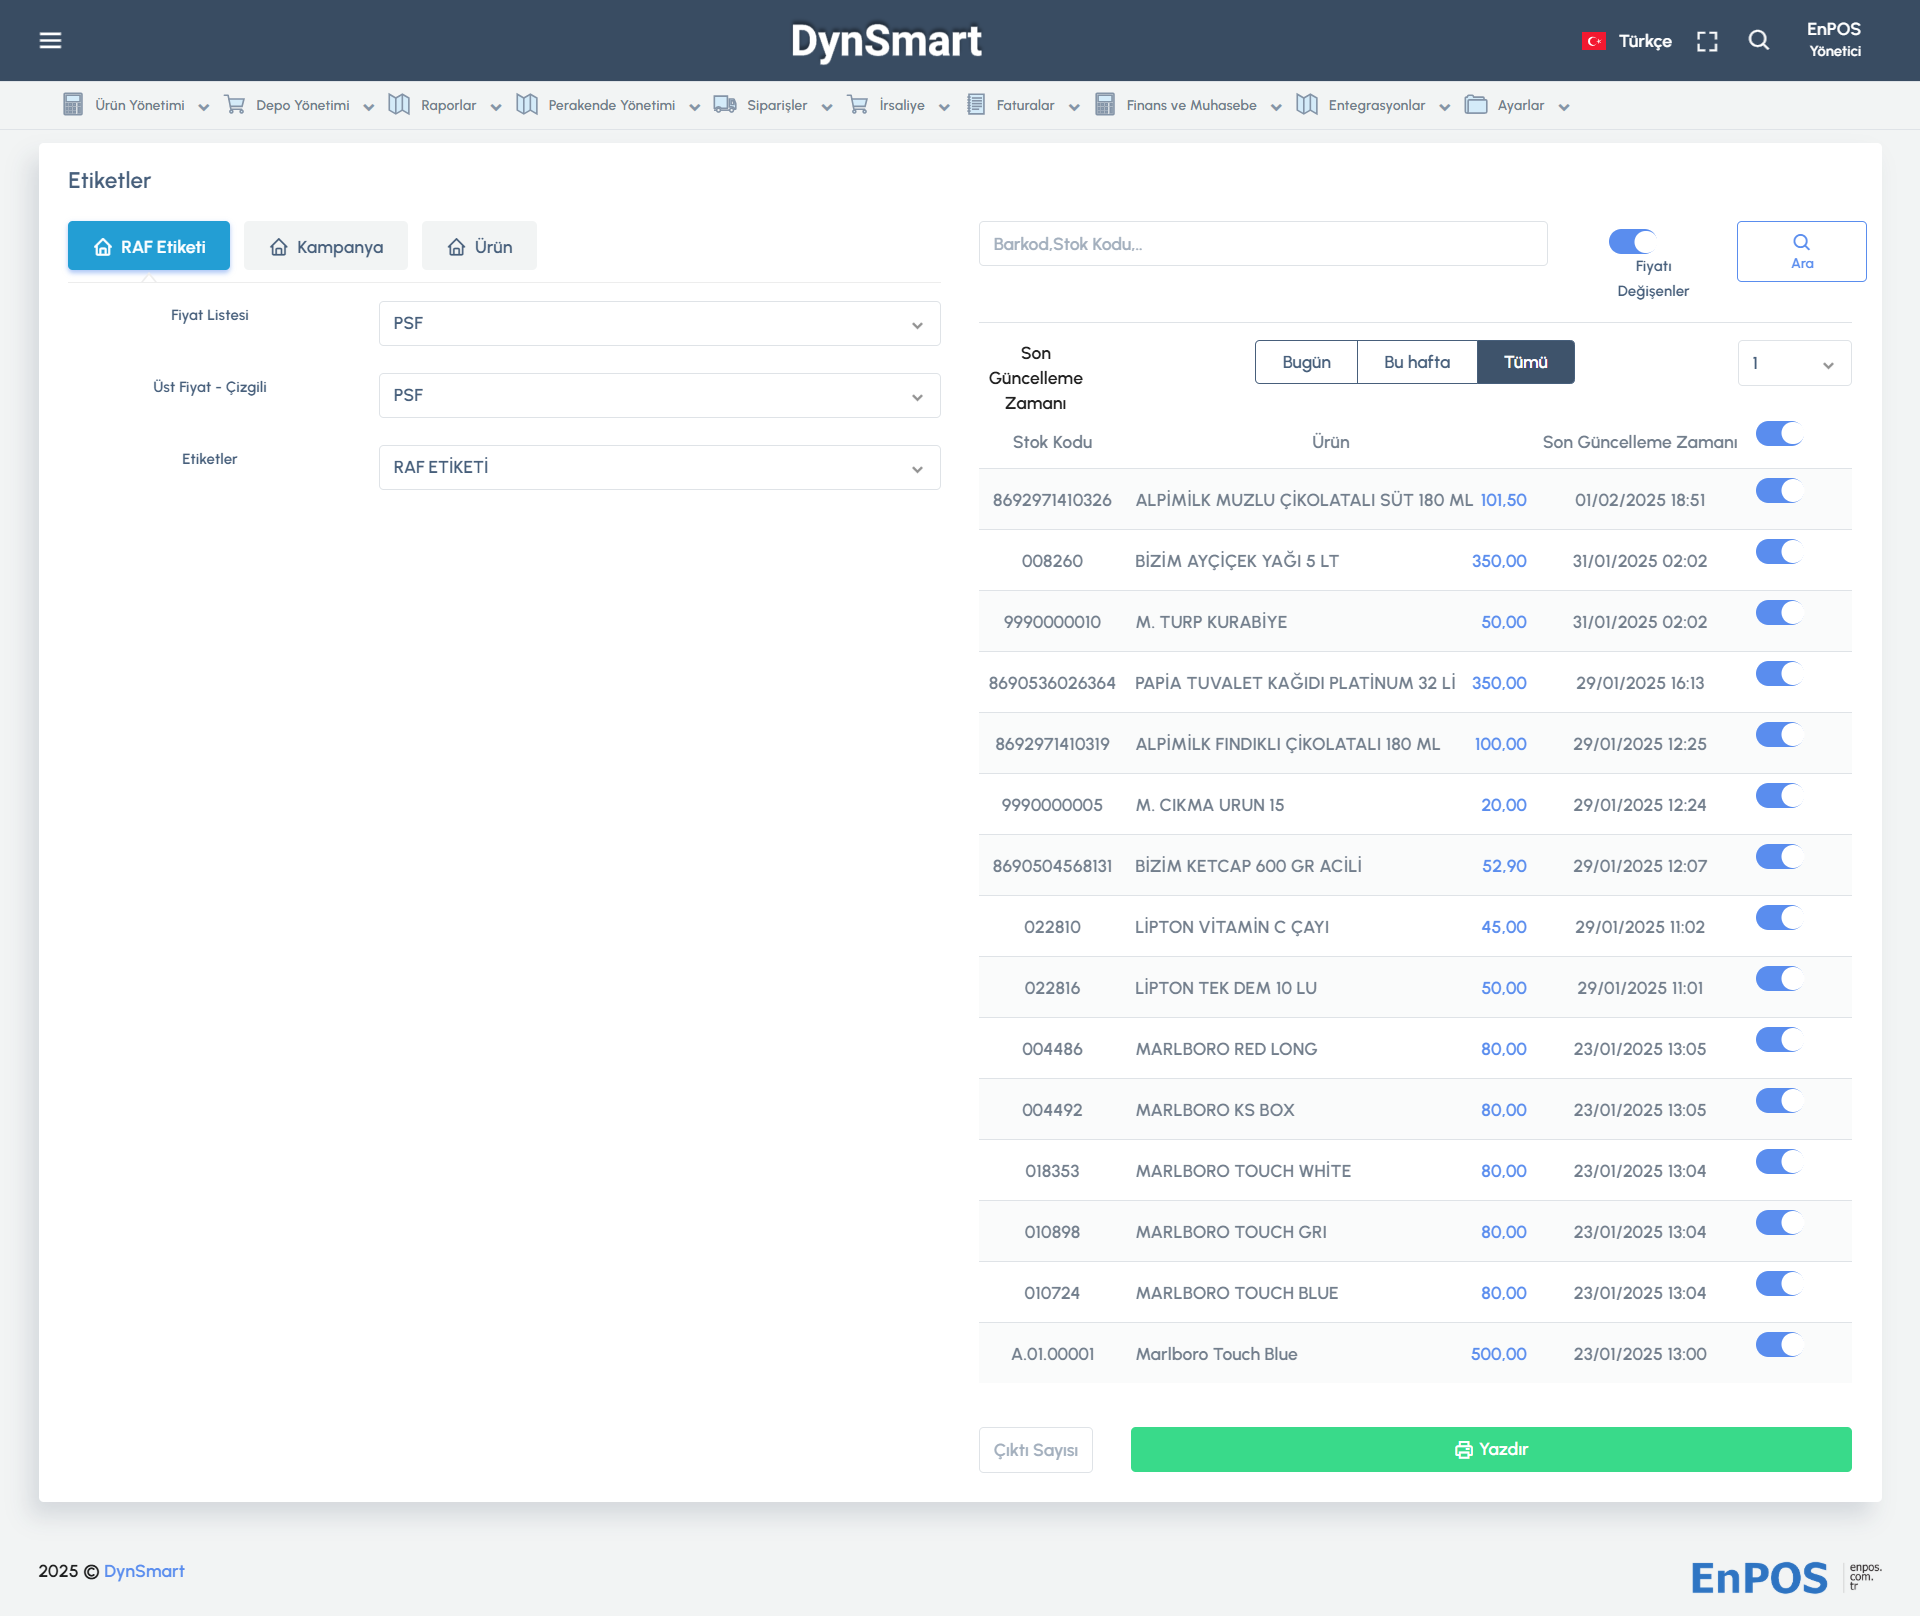 DynSmart
Türkçe
EnPOS
Yönetici
Ürün Yönetimi
Depo Yönetimi
Raporlar
Perakende Yönetimi
Siparişler
İrsaliye
Faturalar
Finans ve Muhasebe
Entegrasyonlar
Ayarlar
Etiketler
RAF Etiketi
Kampanya
Ürün
Fiyat Listesi
PSF
Üst Fiyat - Çizgili
PSF
Etiketler
RAF ETİKETİ
Barkod,Stok Kodu,..
Fiyatı
Değişenler
Ara
Son
Güncelleme
Zamanı
Bugün
Bu hafta
Tümü
1
Stok Kodu Ürün Son Güncelleme Zamanı
8692971410326 ALPİMİLK MUZLU ÇİKOLATALI SÜT 180 ML 101,50 01/02/2025 18:51
008260 BİZİM AYÇİÇEK YAĞI 5 LT 350,00 31/01/2025 02:02
9990000010 M. TURP KURABİYE 50,00 31/01/2025 02:02
8690536026364 PAPİA TUVALET KAĞIDI PLATİNUM 32 Lİ 350,00 29/01/2025 16:13
8692971410319 ALPİMİLK FINDIKLI ÇİKOLATALI 180 ML 100,00 29/01/2025 12:25
9990000005 M. CIKMA URUN 15 20,00 29/01/2025 12:24
8690504568131 BİZİM KETCAP 600 GR ACİLİ 52,90 29/01/2025 12:07
022810 LİPTON VİTAMİN C ÇAYI 45,00 29/01/2025 11:02
022816 LİPTON TEK DEM 10 LU 50,00 29/01/2025 11:01
004486 MARLBORO RED LONG 80,00 23/01/2025 13:05
004492 MARLBORO KS BOX 80,00 23/01/2025 13:05
018353 MARLBORO TOUCH WHİTE 80,00 23/01/2025 13:04
010898 MARLBORO TOUCH GRI 80,00 23/01/2025 13:04
010724 MARLBORO TOUCH BLUE 80,00 23/01/2025 13:04
A.01.00001 Marlboro Touch Blue 500,00 23/01/2025 13:00
Çıktı Sayısı
Yazdır
2025 © DynSmart
EnPOS
enpos.
com.
tr